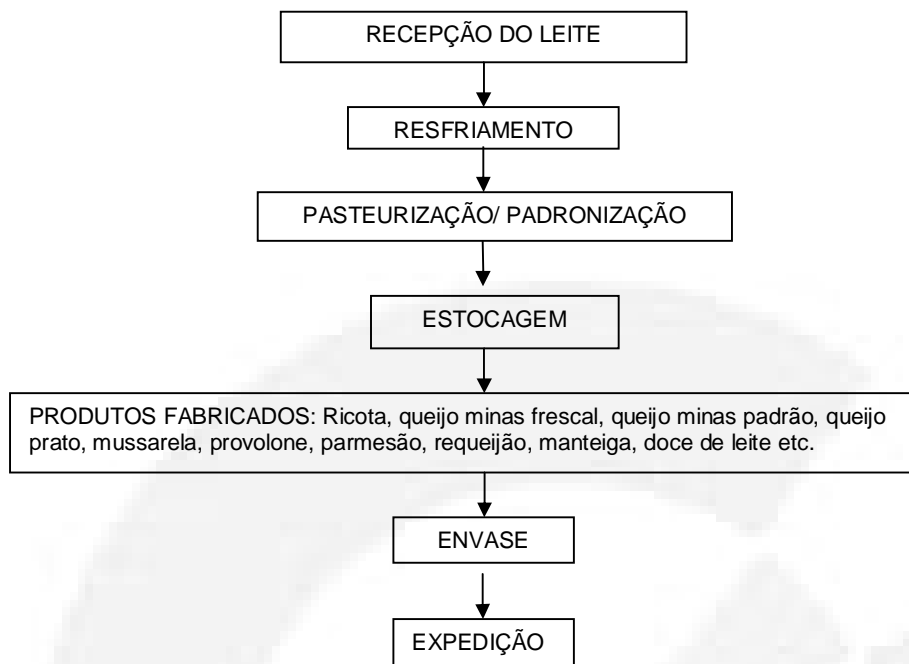 RECEPÇÃO DO LEITE
RESFRIAMENTO
PASTEURIZAÇÃO/ PADRONIZAÇÃO
ESTOCAGEM
PRODUTOS FABRICADOS: Ricota, queijo minas frescal, queijo minas padrão, queijo
prato, mussarela, provolone, parmesão, requeijão, manteiga, doce de leite etc.
ENVASE
EXPEDIÇÃO